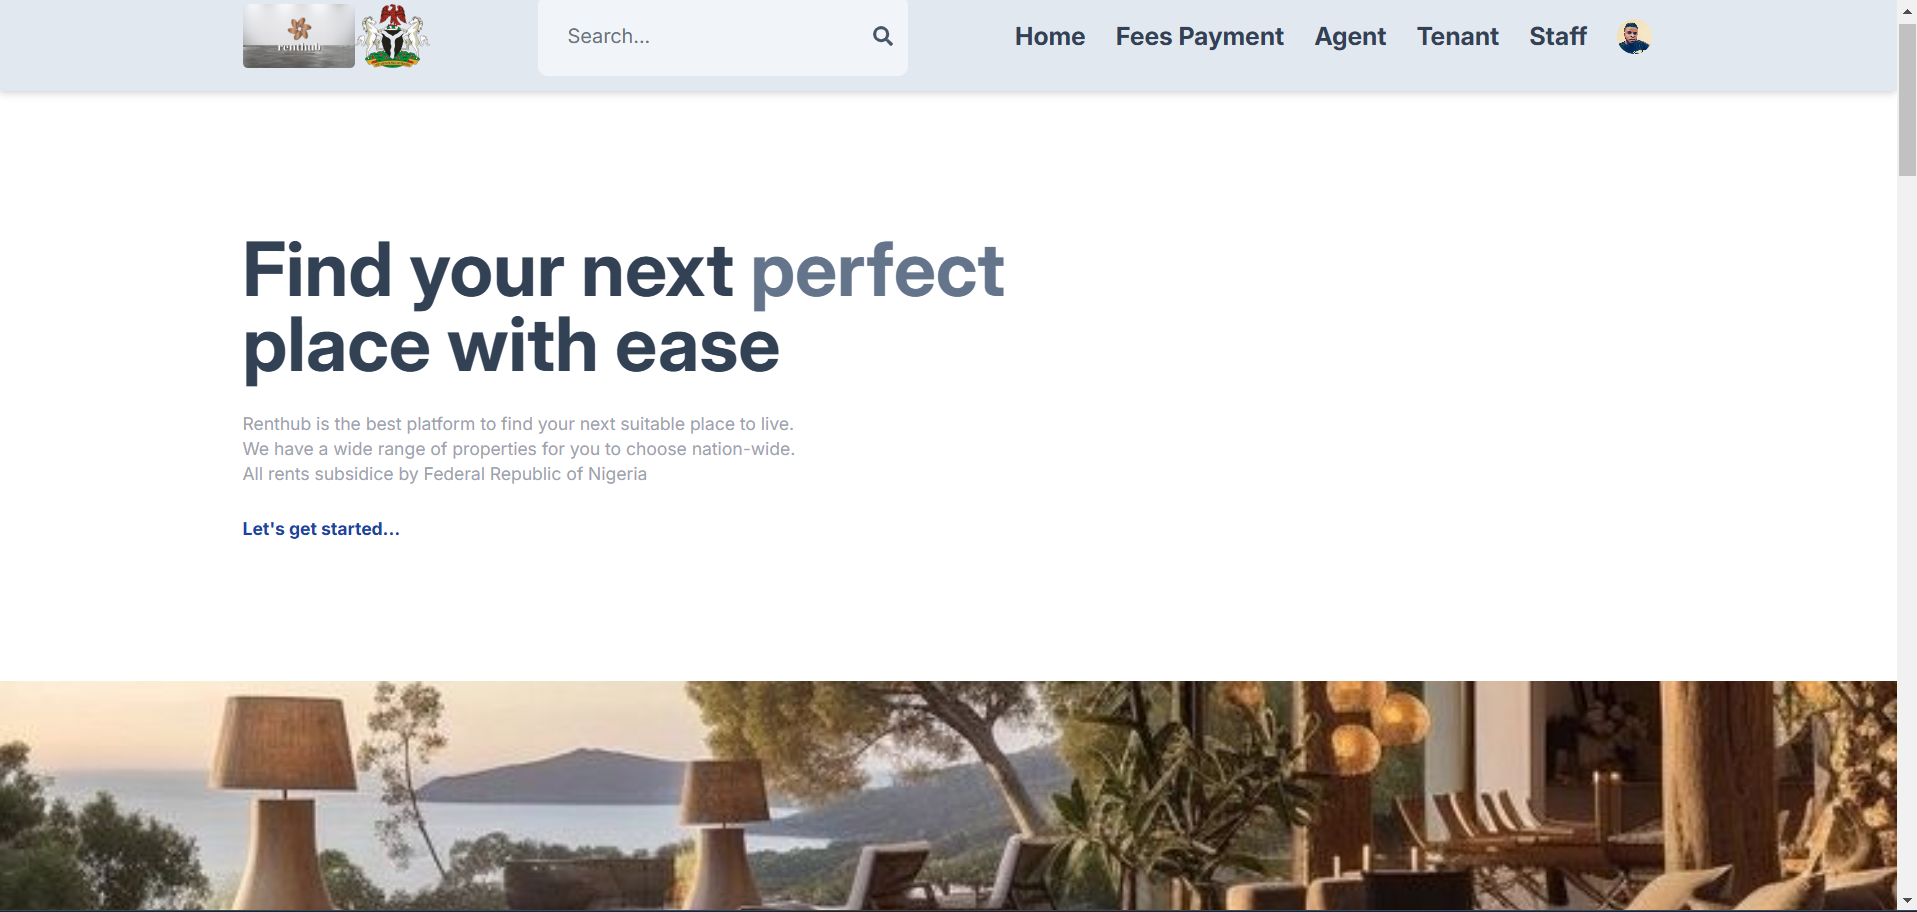 renthub
Search...
Home Fees Payment Agent Tenant Staff
Find your next perfect
place with ease
Renthub is the best platform to find your next suitable place to live.
We have a wide range of properties for you to choose nation-wide.
All rents subsidice by Federal Republic of Nigeria
Let's get started...